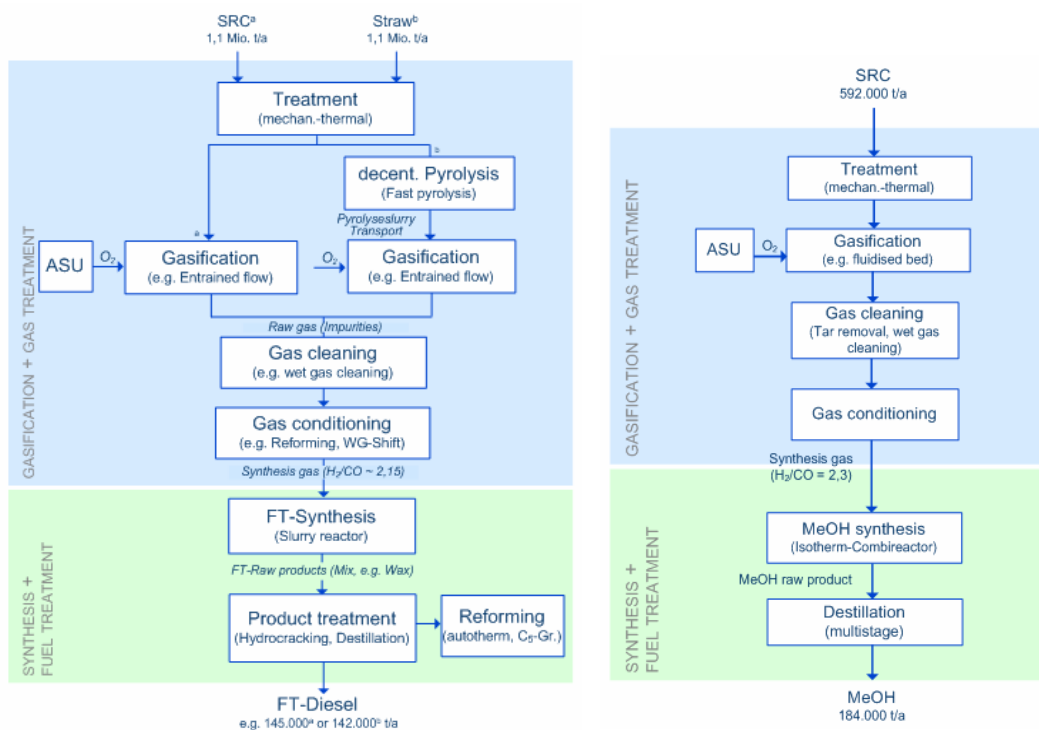 SRCᵃ
1,1 Mio. t/a
Strawᵇ
1,1 Mio. t/a
Treatment
(mechan.-thermal)
b
decent. Pyrolysis
(Fast pyrolysis)
Pyrolyseslurry
Transport
a
ASU
O₂
Gasification
(e.g. Entrained flow)
O₂
Gasification
(e.g. Entrained flow)
Raw gas (Impurities)
Gas cleaning
(e.g. wet gas cleaning)
Gas conditioning
(e.g. Reforming, WG-Shift)
Synthesis gas (H₂/CO ~ 2,15)
GASIFICATION + GAS TREATMENT
FT-Synthesis
(Slurry reactor)
FT-Raw products (Mix, e.g. Wax)
Product treatment
(Hydrocracking, Destillation)
Reforming
(autotherm, C₅-Gr.)
SYNTHESIS +
FUEL TREATMENT
FT-Diesel
e.g. 145.000ᵃ or 142.000ᵇ t/a
SRC
592.000 t/a
Treatment
(mechan.-thermal)
ASU
O₂
Gasification
(e.g. fluidised bed)
Gas cleaning
(Tar removal, wet gas
cleaning)
Gas conditioning
Synthesis gas
(H₂/CO = 2,3)
GASIFICATION + GAS TREATMENT
MeOH synthesis
(Isotherm-Combireactor)
MeOH raw product
Destillation
(multistage)
SYNTHESIS +
FUEL TREATMENT
MeOH
184.000 t/a